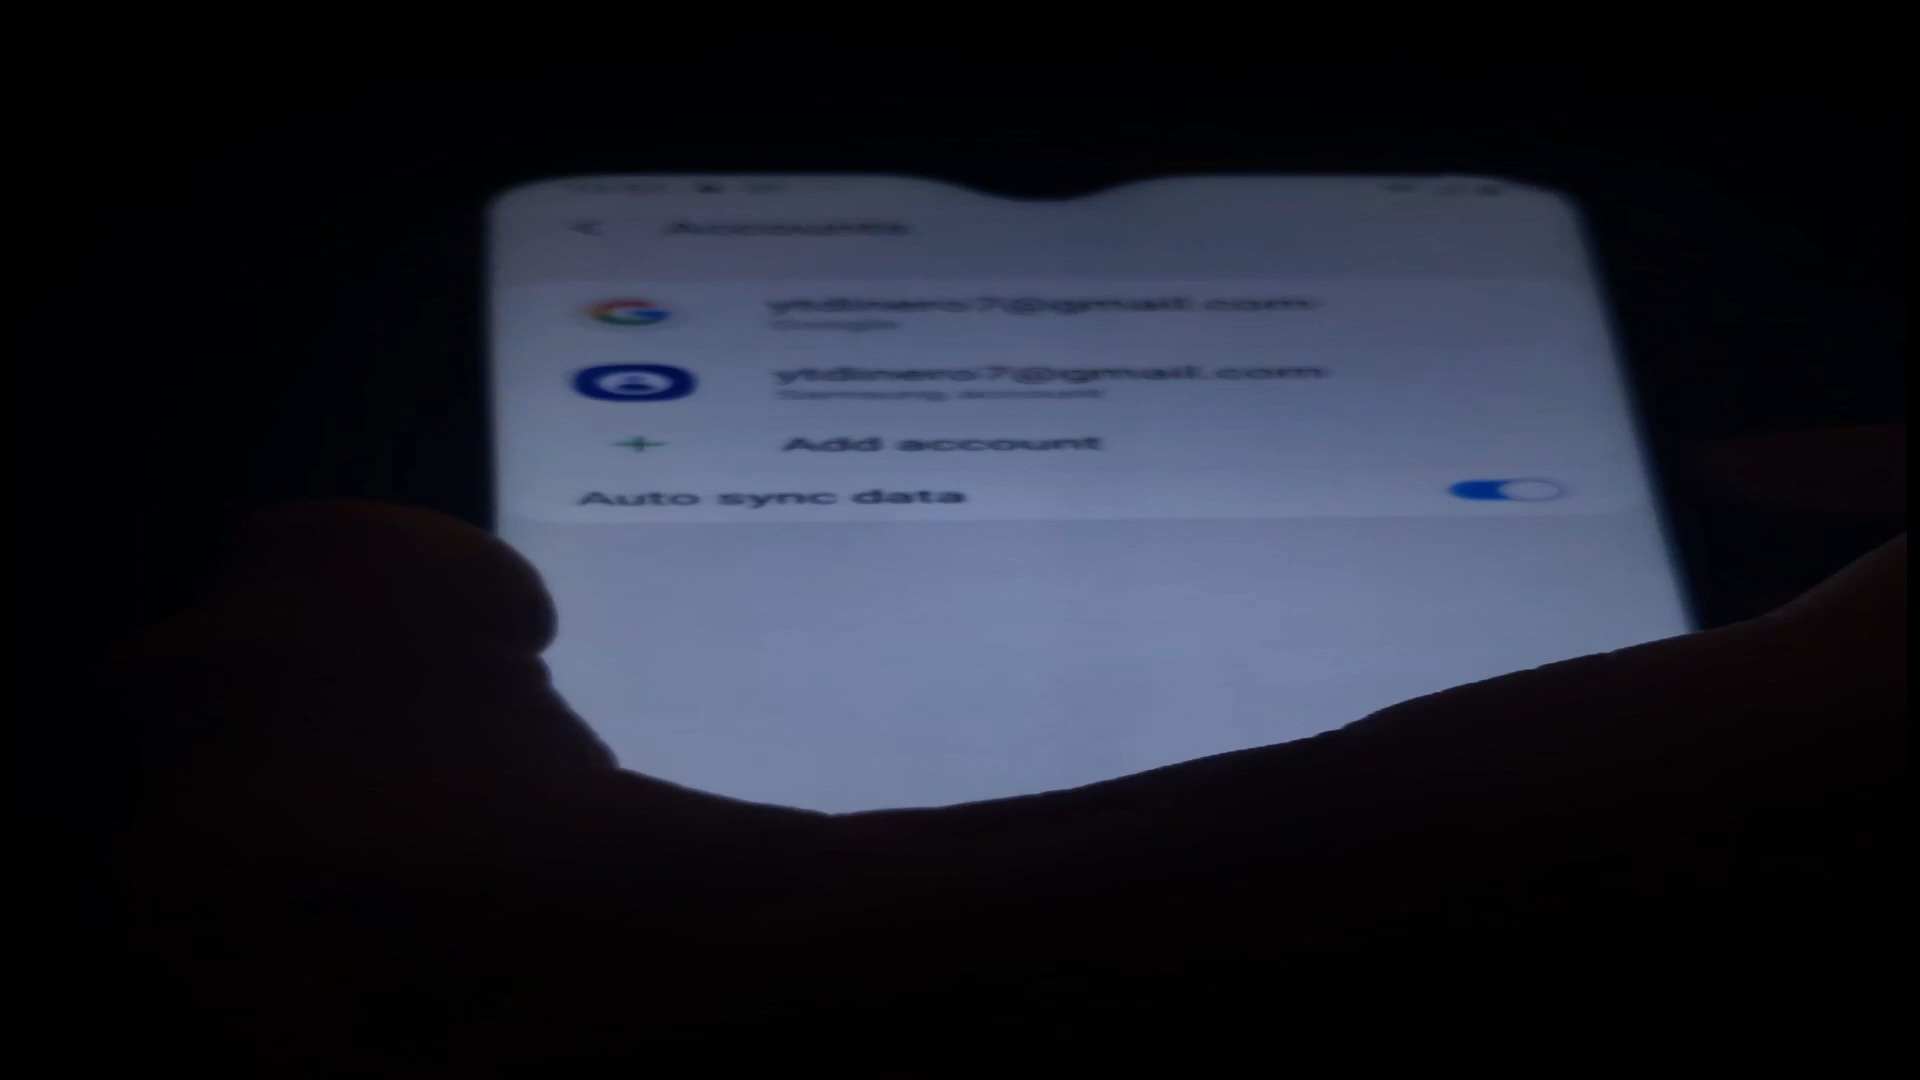 Accounts
ytdinero7@gmail.com
Google
ytdinero7@gmail.com
Samsung account
Add account
Auto sync data